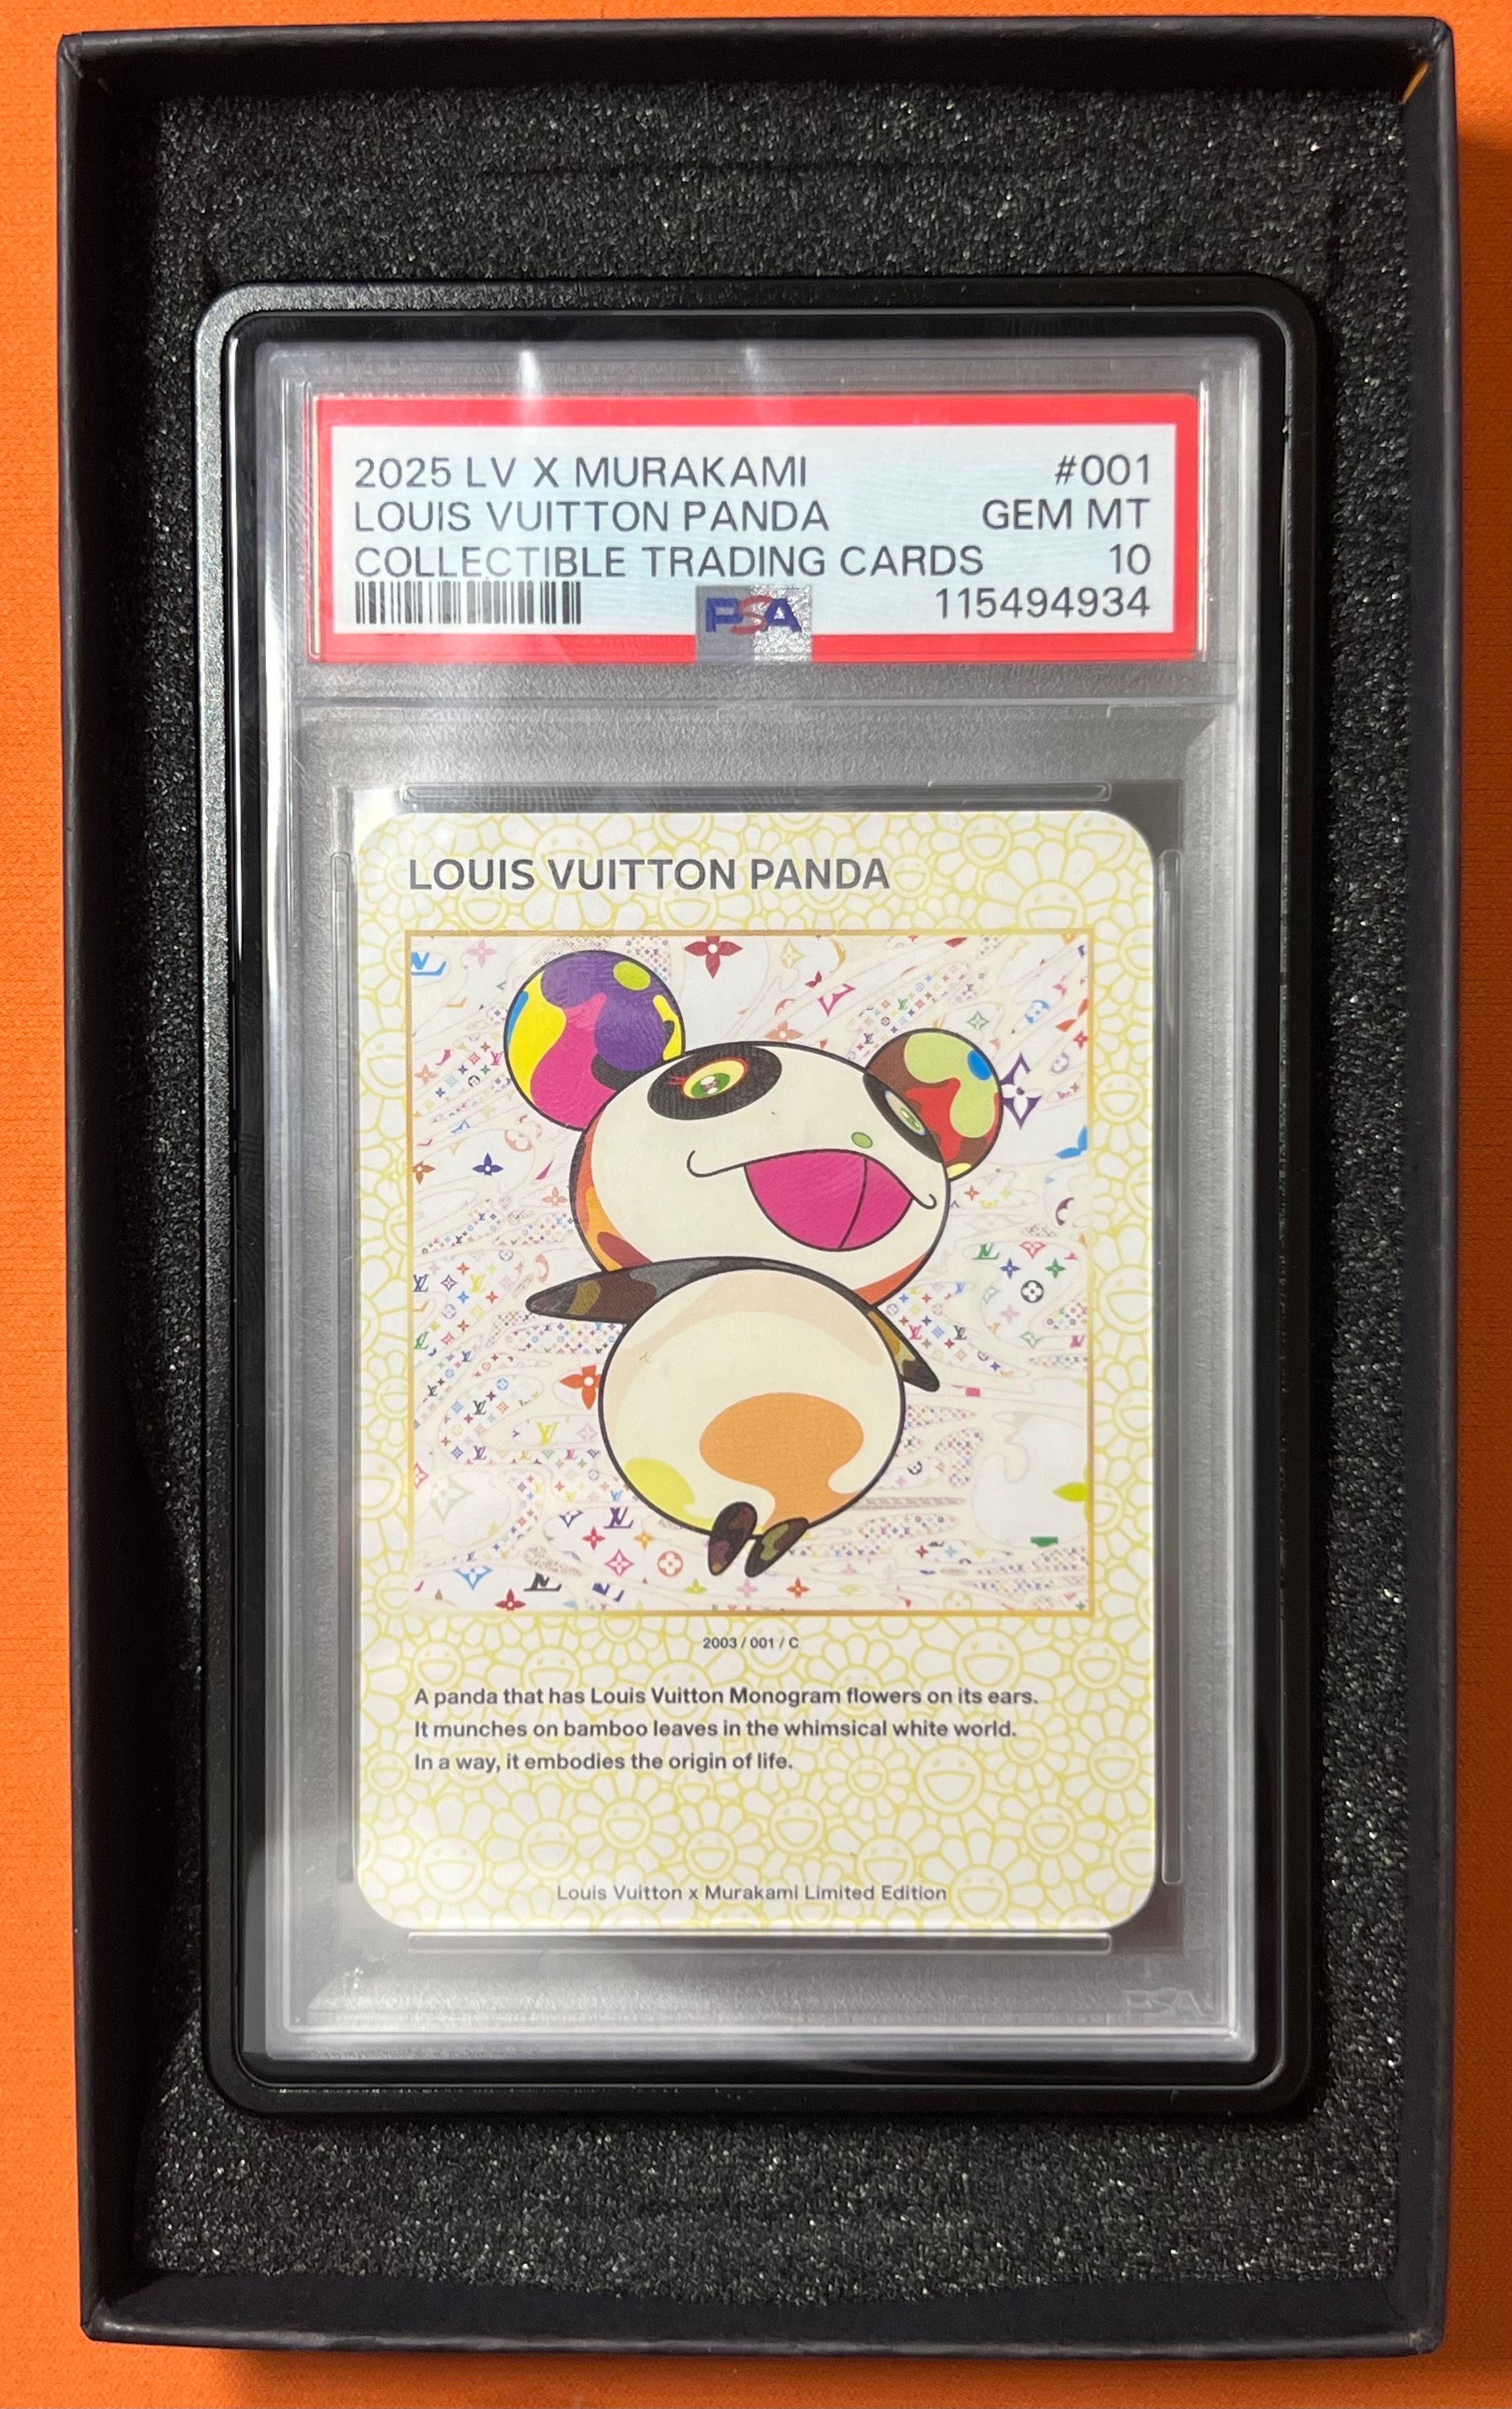 2025 LV X MURAKAMI #001
LOUIS VUITTON PANDA GEM MT
COLLECTIBLE TRADING CARDS 10
PSA 115494934
LOUIS VUITTON PANDA
2003 / 001 / C
A panda that has Louis Vuitton Monogram flowers on its ears.
It munches on bamboo leaves in the whimsical white world.
In a way, it embodies the origin of life.
Louis Vuitton x Murakami Limited Edition
PSA